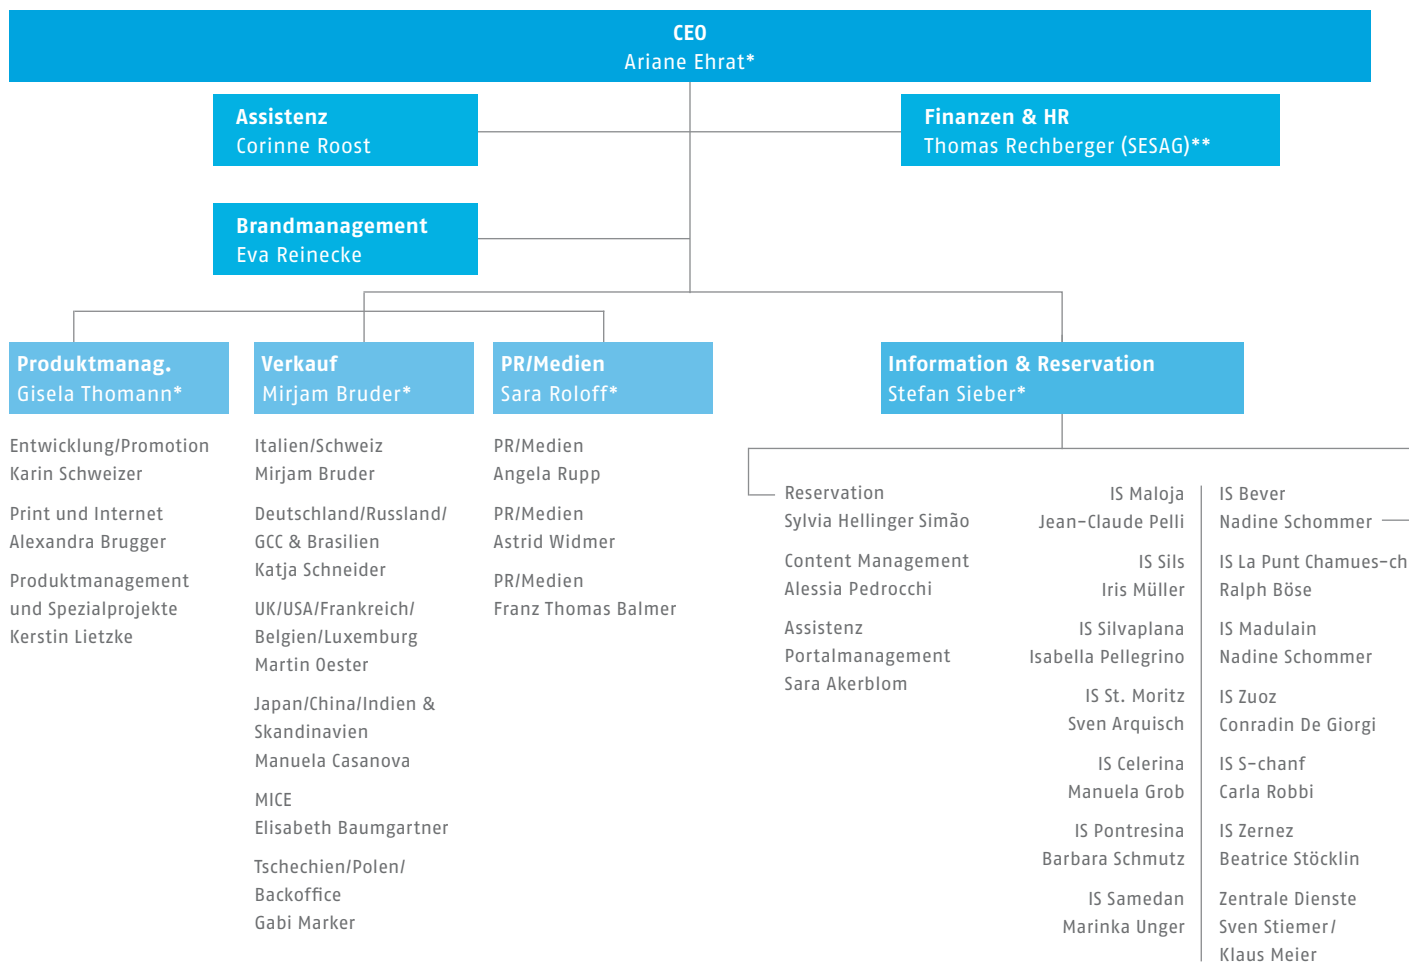 CEO
Ariane Ehrat*
Assistenz
Corinne Roost
Finanzen & HR
Thomas Rechberger (SESAG)**
Brandmanagement
Eva Reinecke
Produktmanag.
Gisela Thomann*
Verkauf
Mirjam Bruder*
PR/Medien
Sara Roloff*
Information & Reservation
Stefan Sieber*
Entwicklung/Promotion
Karin Schweizer
Print und Internet
Alexandra Brugger
Produktmanagement
und Spezialprojekte
Kerstin Lietzke
Italien/Schweiz
Mirjam Bruder
Deutschland/Russland/
GCC & Brasilien
Katja Schneider
UK/USA/Frankreich/
Belgien/Luxemburg
Martin Oester
Japan/China/Indien &
Skandinavien
Manuela Casanova
MICE
Elisabeth Baumgartner
Tschechien/Polen/
Backoffice
Gabi Marker
PR/Medien
Angela Rupp
PR/Medien
Astrid Widmer
PR/Medien
Franz Thomas Balmer
Reservation
Sylvia Hellinger Simão
Content Management
Alessia Pedrocchi
Assistenz
Portalmanagement
Sara Akerblom
IS Maloja
Jean-Claude Pelli
IS Sils
Iris Müller
IS Silvaplana
Isabella Pellegrino
IS St. Moritz
Sven Arquisch
IS Celerina
Manuela Grob
IS Pontresina
Barbara Schmutz
IS Samedan
Marinka Unger
IS Bever
Nadine Schommer
IS La Punt Chamues-ch
Ralph Böse
IS Madulain
Nadine Schommer
IS Zuoz
Conradin De Giorgi
IS S-chanf
Carla Robbi
IS Zernez
Beatrice Stöcklin
Zentrale Dienste
Sven Stiemer/
Klaus Meier